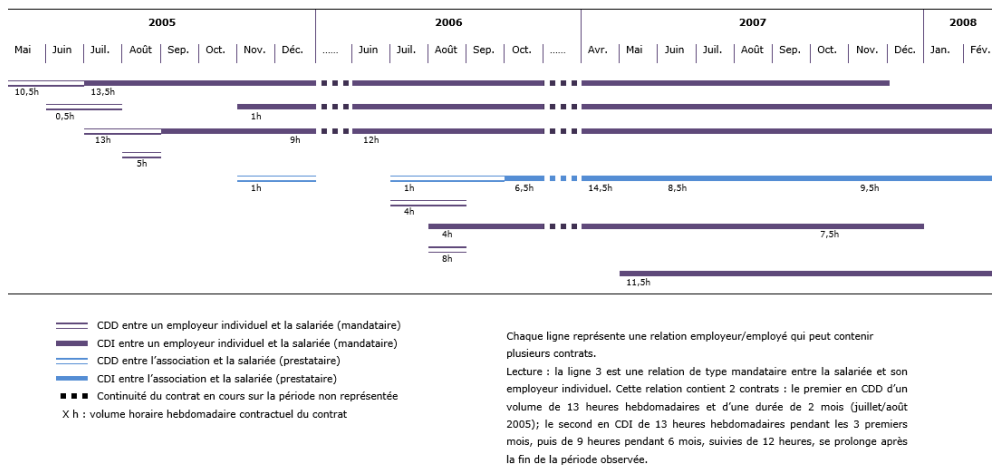 2005 2006 2007 2008
Mai Juin Juil. Août Sep. Oct. Nov. Déc. ...... Juin Juil. Août Sep. Oct. ...... Avr. Mai Juin Juil. Août Sep. Oct. Nov. Déc. Jan. Fév.
10,5h 13,5h
0,5h 1h
13h 9h 12h
5h
1h 1h 6,5h 14,5h 8,5h 9,5h
4h
4h 7,5h
8h
11,5h
CDD entre un employeur individuel et la salariée (mandataire)
CDI entre un employeur individuel et la salariée (mandataire)
CDD entre l'association et la salariée (prestataire)
CDI entre l'association et la salariée (prestataire)
Continuité du contrat en cours sur la période non représentée
X h : volume horaire hebdomadaire contractuel du contrat
Chaque ligne représente une relation employeur/employé qui peut contenir
plusieurs contrats.
Lecture : la ligne 3 est une relation de type mandataire entre la salariée et son
employeur individuel. Cette relation contient 2 contrats : le premier en CDD d'un
volume de 13 heures hebdomadaires et d'une durée de 2 mois (juillet/août
2005); le second en CDI de 13 heures hebdomadaires pendant les 3 premiers
mois, puis de 9 heures pendant 6 mois, suivies de 12 heures, se prolonge après
la fin de la période observée.